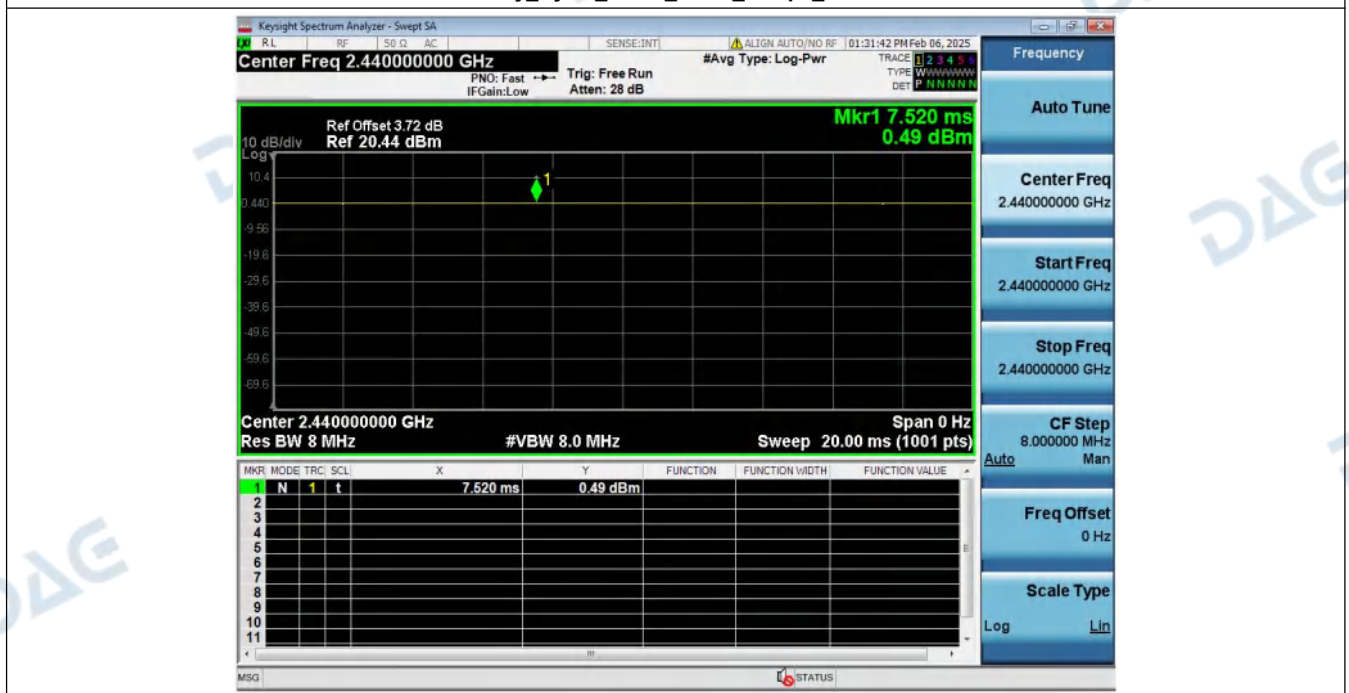 Keysight Spectrum Analyzer - Swept SA
RL RF 50 Ω AC SENSE:INT ALIGN AUTO/NO RF 01:31:42 PM Feb 06, 2025
Center Freq 2.440000000 GHz #Avg Type: Log-Pwr TRACE 1 2 3 4 5 6
PNO: Fast Trig: Free Run TYPE WWWWWW
IFGain:Low Atten: 28 dB DET P N N N N N
Frequency
Auto Tune
Mkr1 7.520 ms
Ref Offset 3.72 dB
10 dB/div Ref 20.44 dBm 0.49 dBm
Log
10.4
1
0.440
-9.56
-19.6
-29.6
-39.6
-49.6
-59.6
-69.6
Center 2.440000000 GHz Span 0 Hz
Res BW 8 MHz #VBW 8.0 MHz Sweep 20.00 ms (1001 pts)
MKR MODE TRC SCL X Y FUNCTION FUNCTION WIDTH FUNCTION VALUE
1 N 1 t 7.520 ms 0.49 dBm
2
3
4
5
6
7
8
9
10
11
MSG STATUS
Center Freq
2.440000000 GHz
Start Freq
2.440000000 GHz
Stop Freq
2.440000000 GHz
CF Step
8.000000 MHz
Auto Man
Freq Offset
0 Hz
Scale Type
Log Lin
DAG
DAG